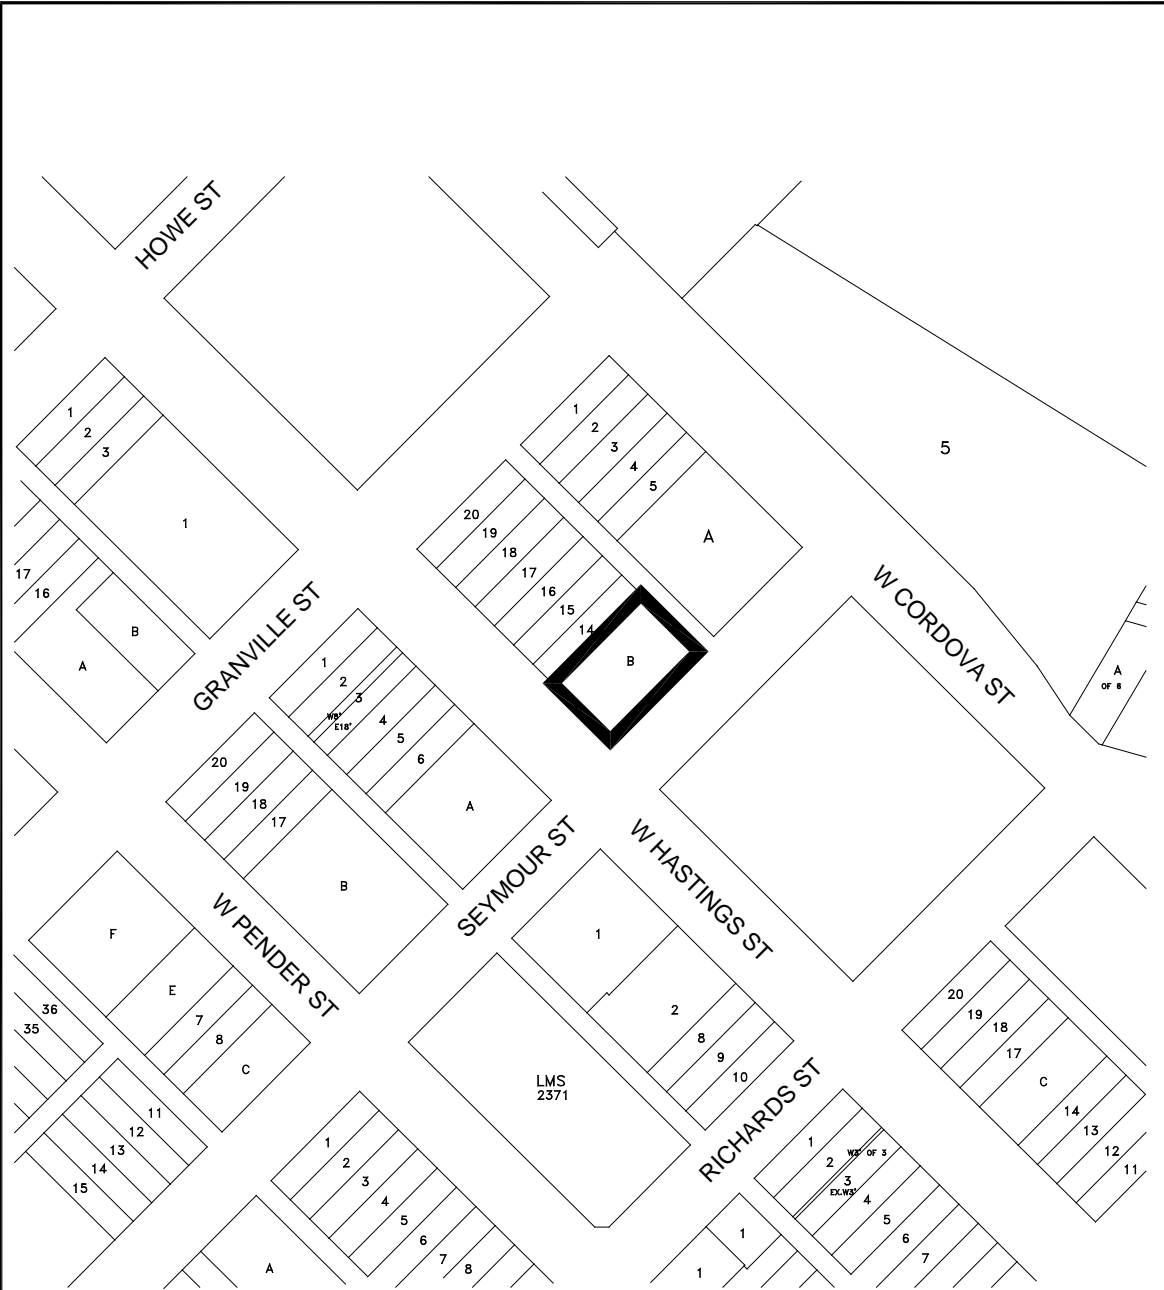 HOWE ST
1
2
3
1
17
16
B
A
GRANVILLE ST
1
2
3
4
5
A
5
20
19
18
17
16
15
14
B
W CORDOVA ST
A
OF 6
1
2
3
W8'
E18'
4
5
6
A
20
19
18
17
B
SEYMOUR ST
W HASTINGS ST
W PENDER ST
F
E
7
8
C
36
35
11
12
13
14
15
1
2
8
9
10
LMS
2371
RICHARDS ST
20
19
18
17
C
14
13
12
11
1
2
3
4
5
6
7
8
A
1
2
W3' OF 3
3
EX.W3'
4
5
6
7
1
1